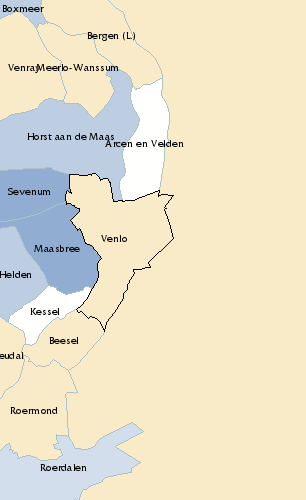 Boxmeer
Bergen (L.)
Venray
Meerlo-Wanssum
Horst aan de Maas
Arcen en Velden
Sevenum
Venlo
Maasbree
Helden
Kessel
Beesel
eudal
Roermond
Roerdalen